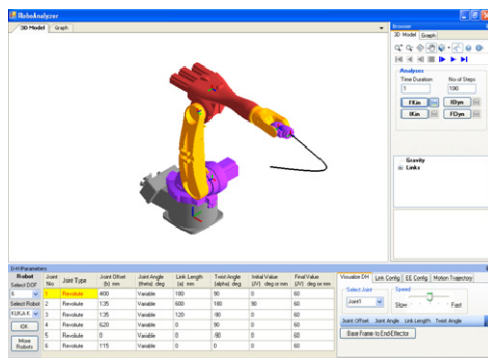 RoboAnalyzer
3D Model Graph
Browser
3D Model Graph
Analyses
Time Duration No of Steps
1 100
FKin IDyn
IKin FDyn
Gravity
Links
D-H Parameters
Robot
Select DOF
6
Select Robot
KUKA K
OK
More Robots
Joint No Joint Type Joint Offset (b) mm Joint Angle (theta) deg Link Length (a) mm Twist Angle (alpha) deg Initial Value (JV) deg or mm Final Value (JV) deg or mm
1 Revolute 400 Variable 180 90 0 60
2 Revolute 135 Variable 600 180 90 60
3 Revolute 135 Variable 120 -90 0 60
4 Revolute 620 Variable 0 90 0 60
5 Revolute 0 Variable 0 -90 0 60
6 Revolute 115 Variable 0 0 0 60
Visualize DH Link Config EE Config Motion Trajectory
Select Joint Speed
Joint1 Slow Fast
Joint Offset Joint Angle Link Length Twist Angle
Base Frame to End-Effector